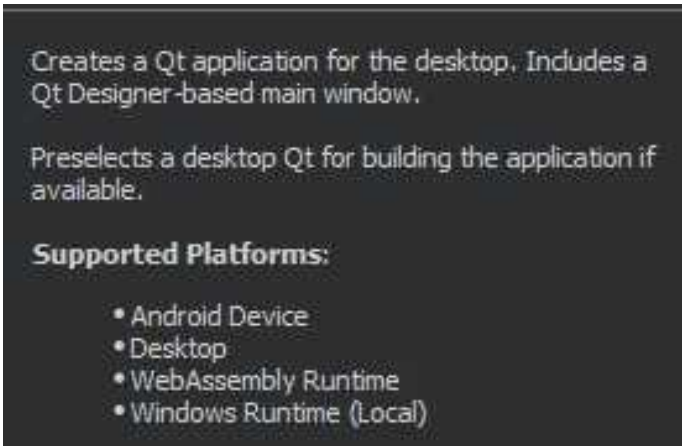 Creates a Qt application for the desktop. Includes a
Qt Designer-based main window.
Preselects a desktop Qt for building the application if
available.
Supported Platforms:
• Android Device
• Desktop
• WebAssembly Runtime
• Windows Runtime (Local)